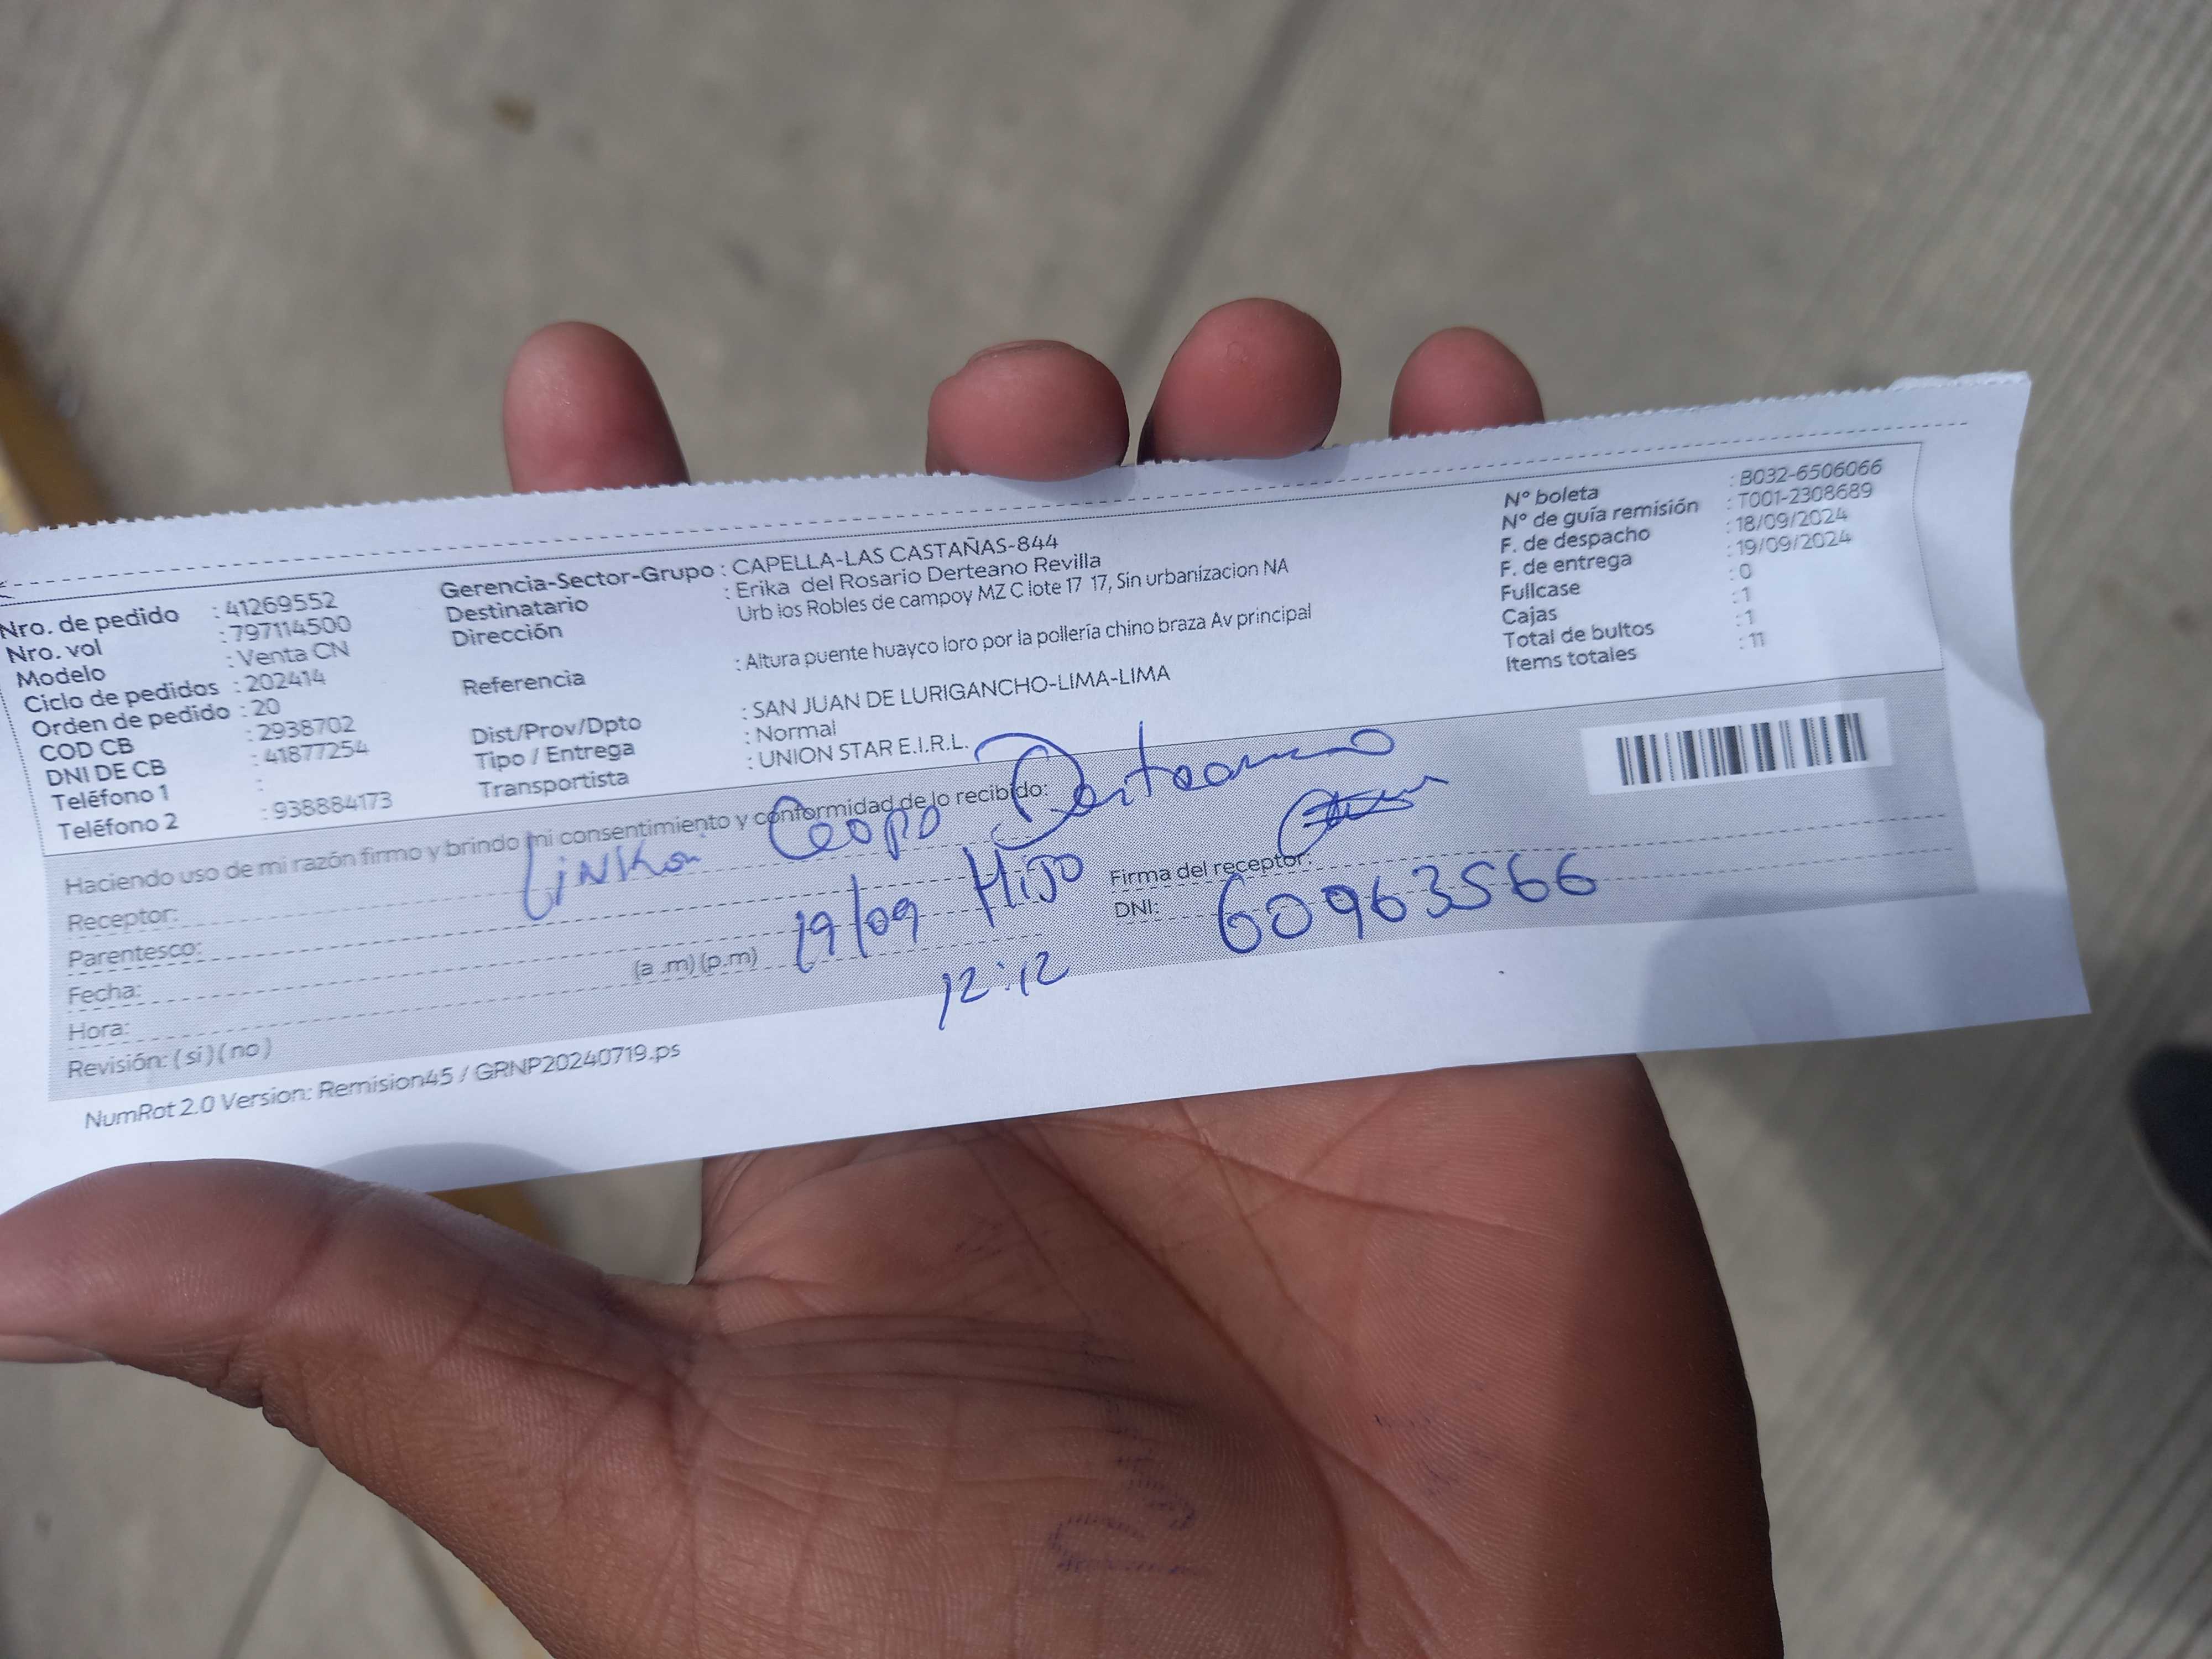 Nro. de pedido : 41269552
Nro. vol : 797114500
Modelo : Venta CN
Ciclo de pedidos : 202414
Orden de pedido : 20
COD CB : 2938702
DNI DE CB : 41877254
Teléfono 1 :
Teléfono 2 : 938884173
Gerencia-Sector-Grupo : CAPELLA-LAS CASTAÑAS-844
Destinatario : Erika del Rosario Derteano Revilla
Dirección Urb los Robles de campoy MZ C lote 17 17, Sin urbanizacion NA
Referencia : Altura puente huayco loro por la pollería chino braza Av principal
Dist/Prov/Dpto : SAN JUAN DE LURIGANCHO-LIMA-LIMA
Tipo / Entrega : Normal
Transportista : UNION STAR E.I.R.L.
N° boleta : B032-6506066
N° de guía remisión : T001-2308689
F. de despacho : 18/09/2024
F. de entrega : 19/09/2024
Fullcase : 0
Cajas : 1
Total de bultos : 1
Items totales : 11
Haciendo uso de mi razón firmo y brindo mi consentimiento y conformidad de lo recibido:
Receptor: Derteano
Parentesco: Hijo
Fecha: 19/09
Hora: (a .m) (p.m) 12:12
Revisión: ( si ) ( no )
Firma del receptor:
DNI: 60963566
NumRot 2.0 Version: Remision45 / GRNP20240719.ps